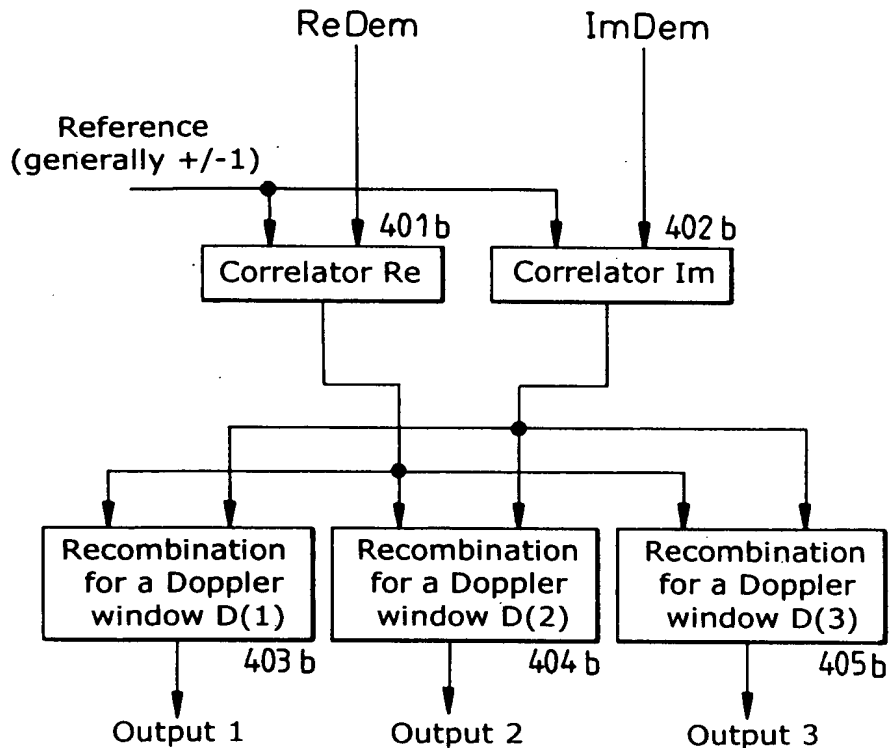 ReDem
ImDem
Reference
(generally +/-1)
401b
402b
Correlator Re
Correlator Im
Recombination
for a Doppler
window D(1)
Recombination
for a Doppler
window D(2)
Recombination
for a Doppler
window D(3)
403b
404b
405b
Output 1
Output 2
Output 3